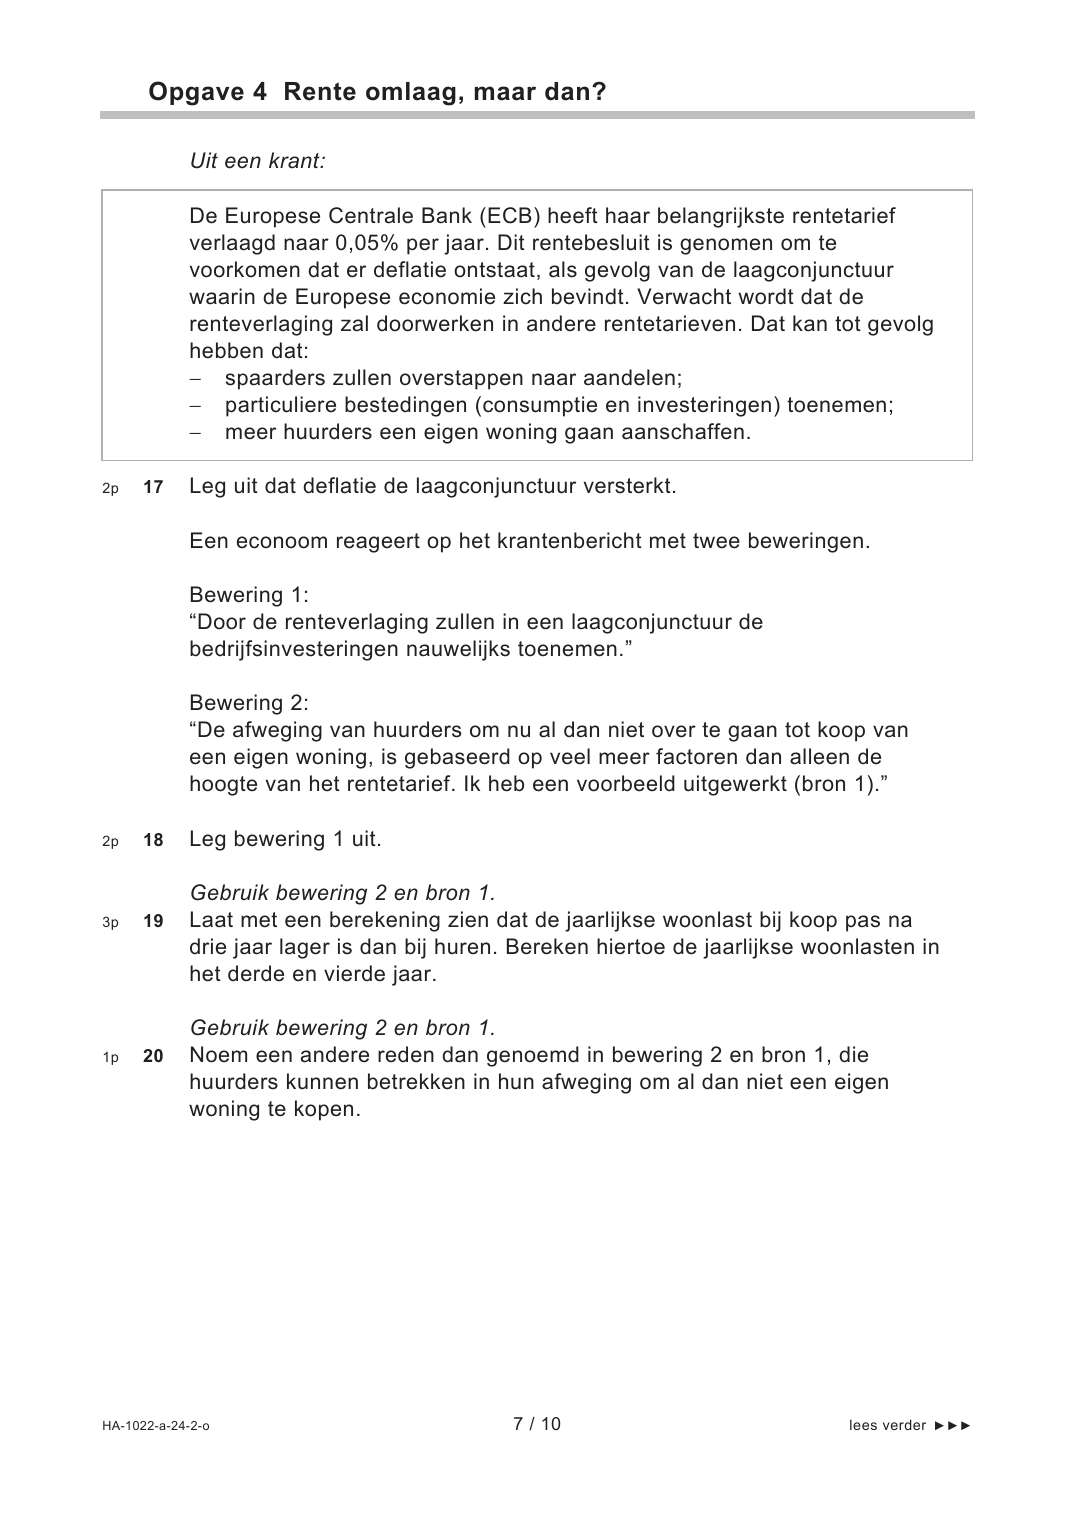 Opgave 4 Rente omlaag, maar dan?
Uit een krant:
De Europese Centrale Bank (ECB) heeft haar belangrijkste rentetarief
verlaagd naar 0,05% per jaar. Dit rentebesluit is genomen om te
voorkomen dat er deflatie ontstaat, als gevolg van de laagconjunctuur
waarin de Europese economie zich bevindt. Verwacht wordt dat de
renteverlaging zal doorwerken in andere rentetarieven. Dat kan tot gevolg
hebben dat:
– spaarders zullen overstappen naar aandelen;
– particuliere bestedingen (consumptie en investeringen) toenemen;
– meer huurders een eigen woning gaan aanschaffen.
2p 17 Leg uit dat deflatie de laagconjunctuur versterkt.
Een econoom reageert op het krantenbericht met twee beweringen.
Bewering 1:
“Door de renteverlaging zullen in een laagconjunctuur de
bedrijfsinvesteringen nauwelijks toenemen.”
Bewering 2:
“De afweging van huurders om nu al dan niet over te gaan tot koop van
een eigen woning, is gebaseerd op veel meer factoren dan alleen de
hoogte van het rentetarief. Ik heb een voorbeeld uitgewerkt (bron 1).”
2p 18 Leg bewering 1 uit.
Gebruik bewering 2 en bron 1.
3p 19 Laat met een berekening zien dat de jaarlijkse woonlast bij koop pas na
drie jaar lager is dan bij huren. Bereken hiertoe de jaarlijkse woonlasten in
het derde en vierde jaar.
Gebruik bewering 2 en bron 1.
1p 20 Noem een andere reden dan genoemd in bewering 2 en bron 1, die
huurders kunnen betrekken in hun afweging om al dan niet een eigen
woning te kopen.
HA-1022-a-24-2-o 7 / 10 lees verder ►►►